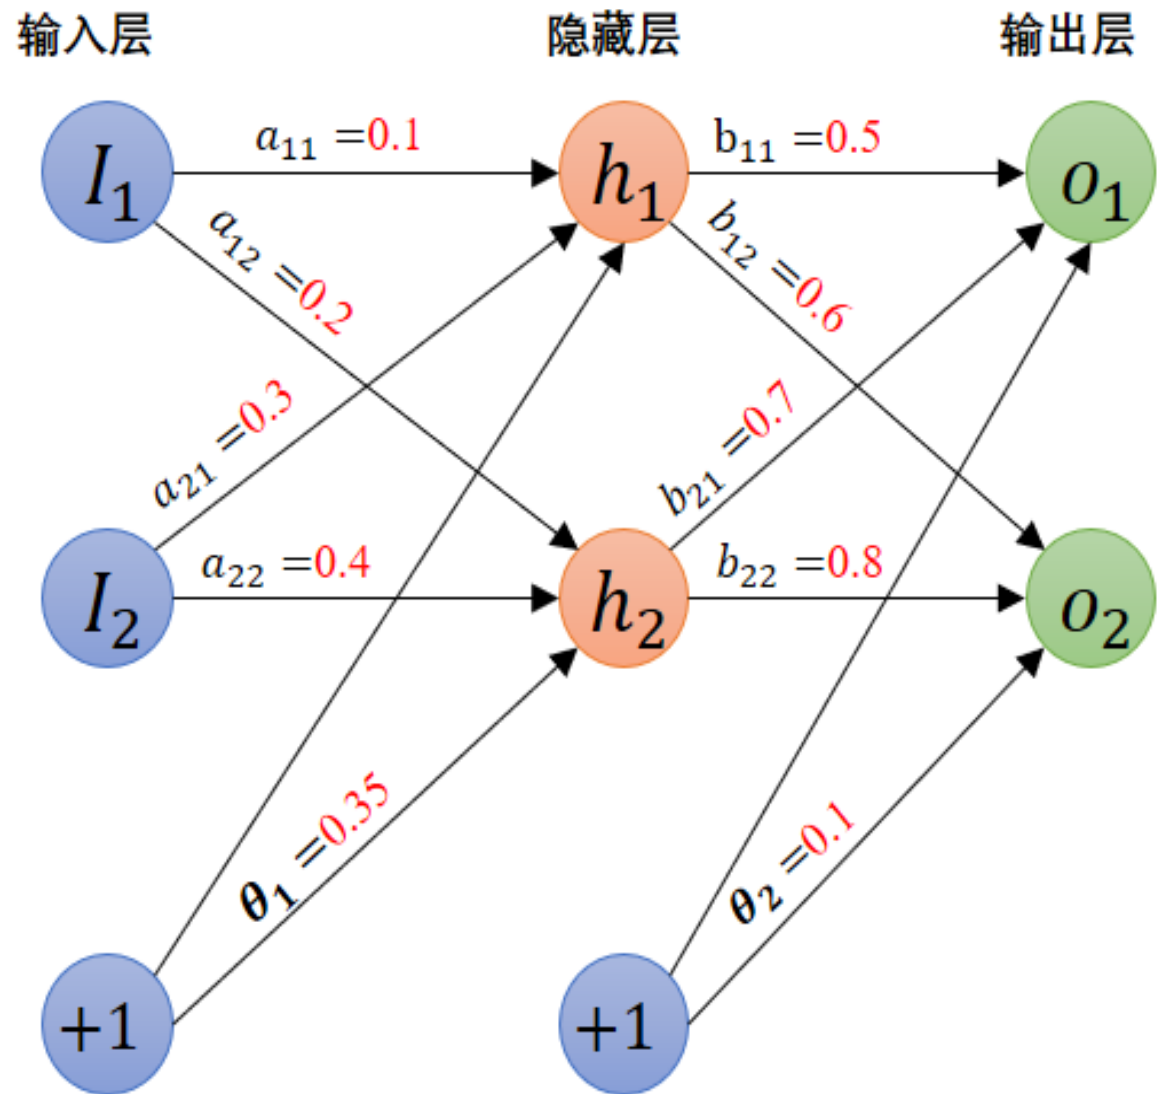 输入层
隐藏层
输出层
I₁
a₁₁ =0.1
h₁
b₁₁ =0.5
o₁
a₁₂ =0.2
b₁₂ =0.6
a₂₁ =0.3
b₂₁ =0.7
I₂
a₂₂ =0.4
h₂
b₂₂ =0.8
o₂
θ₁ =0.35
θ₂ =0.1
+1
+1